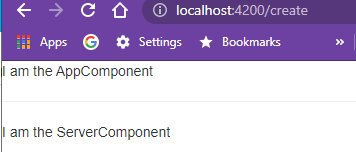 localhost:4200/create
Apps Settings Bookmarks »
I am the AppComponent
I am the ServerComponent